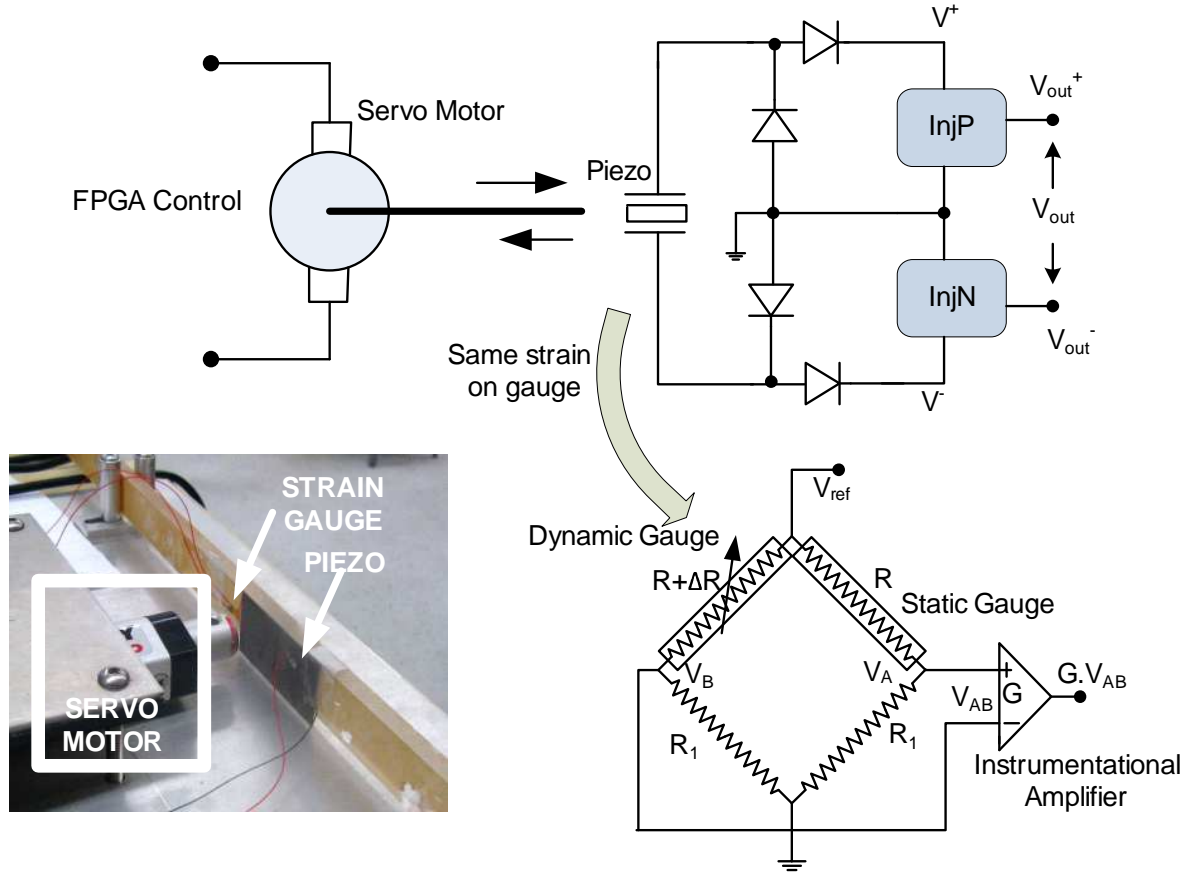 V⁺
Servo Motor
FPGA Control
Piezo
InjP
Vout⁺
Vout
InjN
Vout⁻
V⁻
Same strain
on gauge
Vref
Dynamic Gauge
R+ΔR
R
Static Gauge
VB
VA
VAB
+
G
−
G.VAB
R1
R1
Instrumentational
Amplifier
STRAIN
GAUGE
PIEZO
SERVO
MOTOR